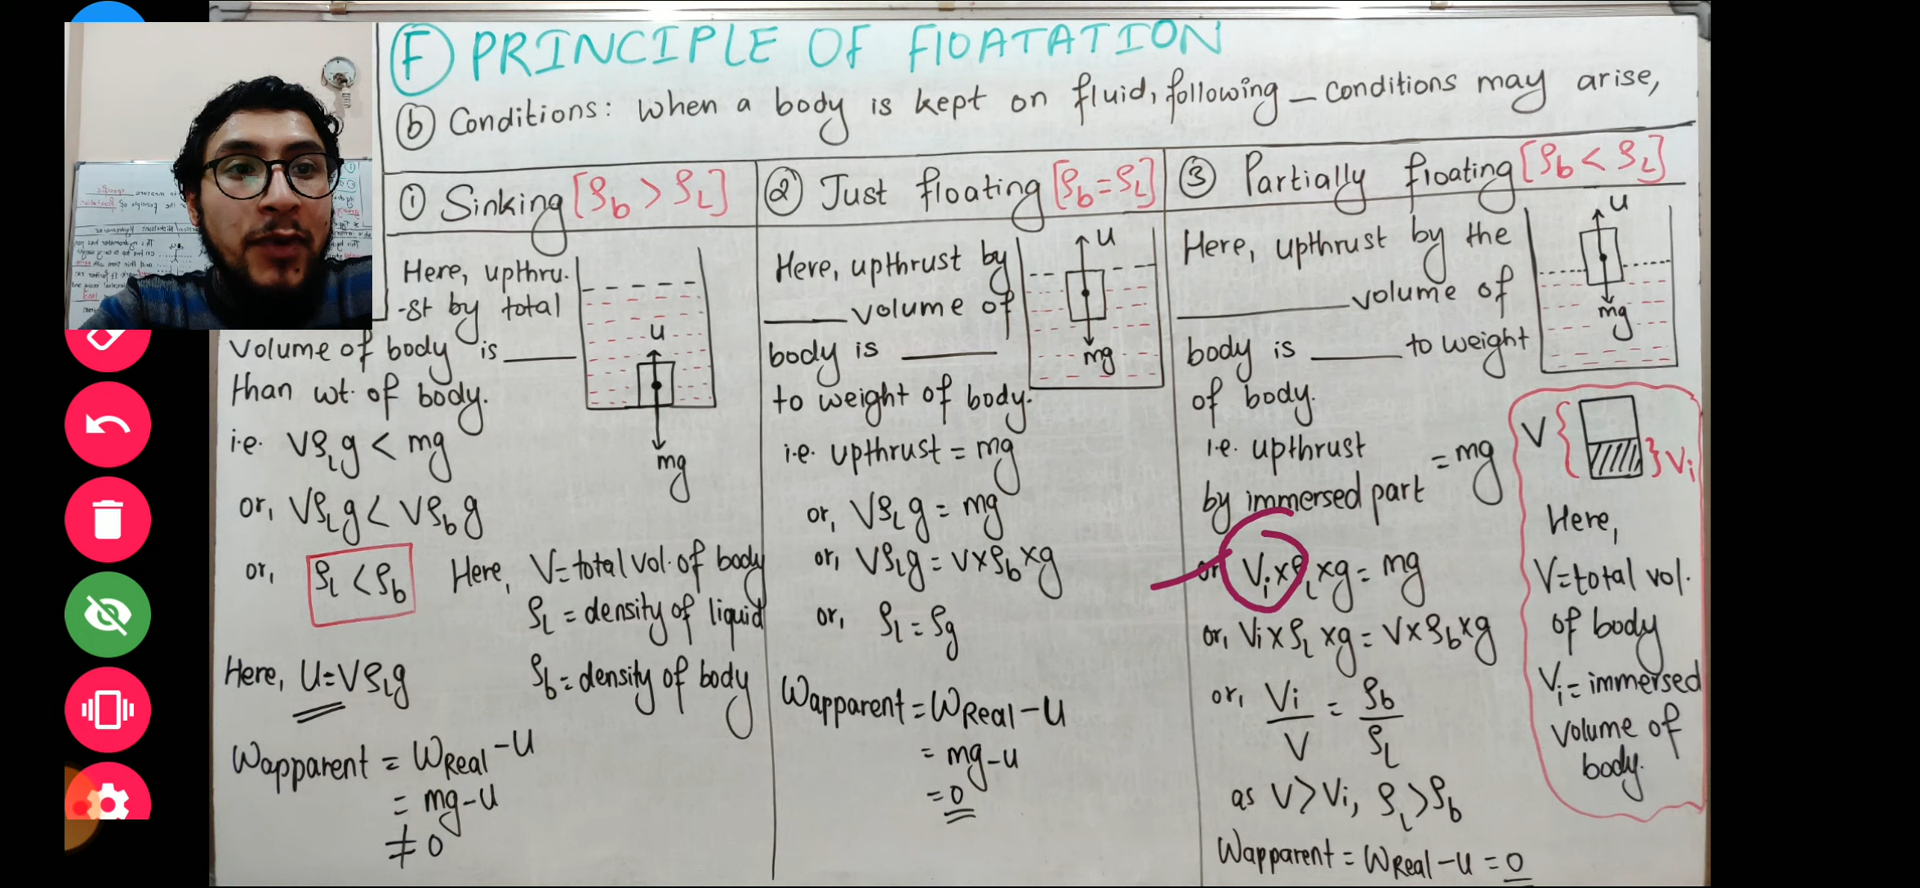 Ⓕ PRINCIPLE OF FlOATATION
ⓑ Conditions: when a body is kept on fluid, following – conditions may arise,
① Sinking [ρb > ρL]
Here, upthru-
-st by total
volume of body is ____
than wt. of body.
i.e. VρLg < mg
or, VρLg < Vρbg
or, ρL < ρb
Here, V = total vol. of body
ρL = density of liquid
ρb = density of body
Here, U = VρLg
Wapparent = WReal - U
= mg - U
≠ 0
U
mg
② Just floating [ρb = ρL]
Here, upthrust by
____ volume of
body is ____
to weight of body.
i.e. upthrust = mg
or, VρLg = mg
or, VρLg = V × ρb × g
or, ρL = ρg
Wapparent = WReal - U
= mg - U
= 0
U
mg
③ Partially floating [ρb < ρL]
Here, upthrust by the
____ volume of
body is ____ to weight
of body.
i.e. upthrust
by immersed part = mg
or Vi × ρL × g = mg
or, Vi × ρL × g = V × ρb × g
or, Vi/V = ρb/ρL
as V > Vi, ρL > ρb
Wapparent = WReal - U = 0
U
mg
V { } Vi
Here,
V = total vol.
of body
Vi = immersed
volume of
body.